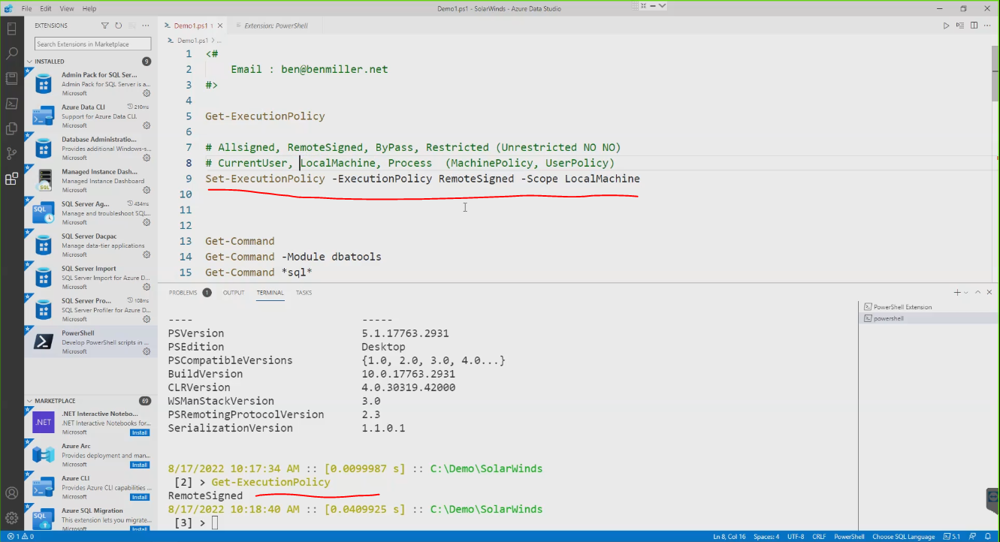 File Edit View Help
Demo1.ps1 - SolarWinds - Azure Data Studio
EXTENSIONS
Search Extensions in Marketplace
INSTALLED 9
Admin Pack for SQL Ser...
Admin Pack for SQL Server is a...
Microsoft
Azure Data CLI 210ms
Support for Azure Data CLI.
Microsoft
Database Administratio...
Provides additional Windows-s...
Microsoft
Managed Instance Dash...
Managed Instance Dashboard
Microsoft
SQL Server Ag... 434ms
Manage and troubleshoot SQL...
Microsoft
SQL Server Dacpac
Manage data-tier applications
Microsoft
SQL Server Import
SQL Server Import for Azure D...
Microsoft
SQL Server Pro... 108ms
SQL Server Profiler for Azure D...
Microsoft
PowerShell
Develop PowerShell scripts in ...
Microsoft
MARKETPLACE 69
.NET Interactive Notebo...
.NET Interactive Notebooks for...
Microsoft Install
Azure Arc
Provides deployment and man...
Microsoft Install
Azure CLI
Provides Azure CLI capabilities ...
Microsoft Install
Azure SQL Migration
This extension lets you migrate...
Microsoft Install
Demo1.ps1 1 Extension: PowerShell
Demo1.ps1 > ...
1 <#
2 Email : ben@benmiller.net
3 #>
4
5 Get-ExecutionPolicy
6
7 # Allsigned, RemoteSigned, ByPass, Restricted (Unrestricted NO NO)
8 # CurrentUser, LocalMachine, Process (MachinePolicy, UserPolicy)
9 Set-ExecutionPolicy -ExecutionPolicy RemoteSigned -Scope LocalMachine
10
11
12
13 Get-Command
14 Get-Command -Module dbatools
15 Get-Command *sql*
PROBLEMS 1 OUTPUT TERMINAL TASKS
---- -----
PSVersion 5.1.17763.2931
PSEdition Desktop
PSCompatibleVersions {1.0, 2.0, 3.0, 4.0...}
BuildVersion 10.0.17763.2931
CLRVersion 4.0.30319.42000
WSManStackVersion 3.0
PSRemotingProtocolVersion 2.3
SerializationVersion 1.1.0.1
8/17/2022 10:17:34 AM :: [0.0099987 s] :: C:\Demo\SolarWinds
[2] > Get-ExecutionPolicy
RemoteSigned
8/17/2022 10:18:40 AM :: [0.0409925 s] :: C:\Demo\SolarWinds
[3] >
PowerShell Extension
powershell
1 0
Ln 8, Col 16 Spaces: 4 UTF-8 CRLF PowerShell Choose SQL Language 5.1